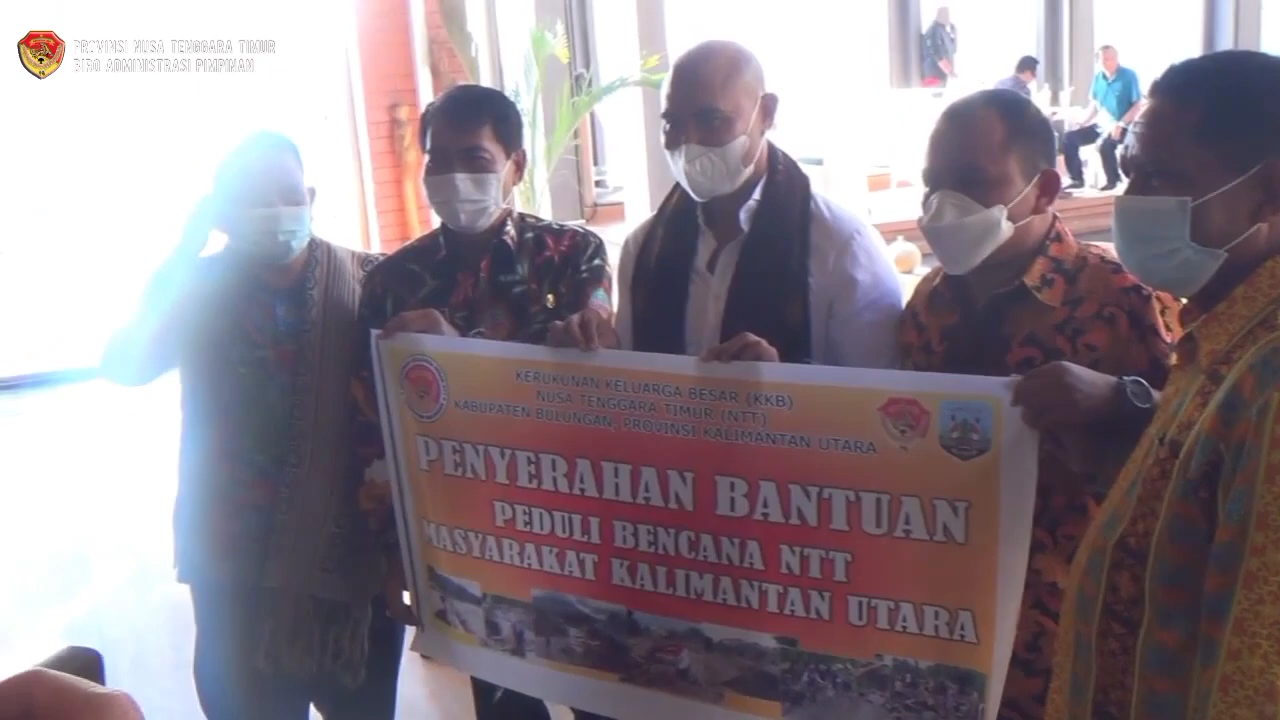 PROVINSI NUSA TENGGARA TIMUR
BIRO ADMINISTRASI PIMPINAN
KERUKUNAN KELUARGA BESAR (KKB)
NUSA TENGGARA TIMUR (NTT)
KABUPATEN BULUNGAN, PROVINSI KALIMANTAN UTARA
PENYERAHAN BANTUAN
PEDULI BENCANA NTT
MASYARAKAT KALIMANTAN UTARA